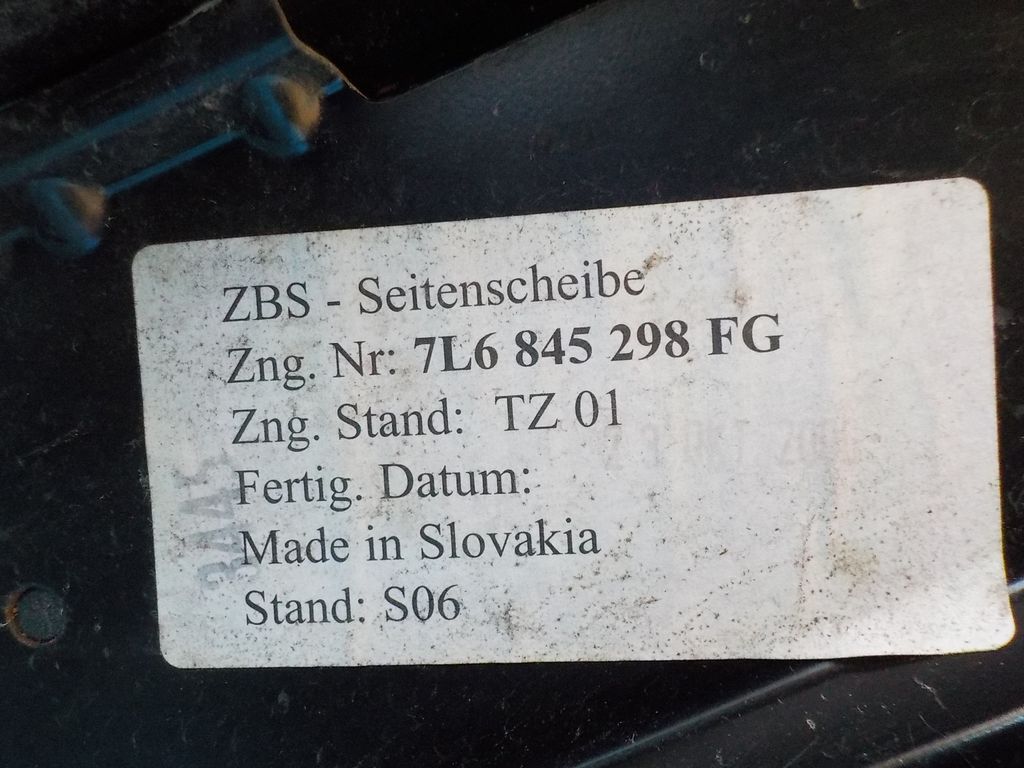 ZBS - Seitenscheibe
Zng. Nr: 7L6 845 298 FG
Zng. Stand: TZ 01
Fertig. Datum:
Made in Slovakia
Stand: S06